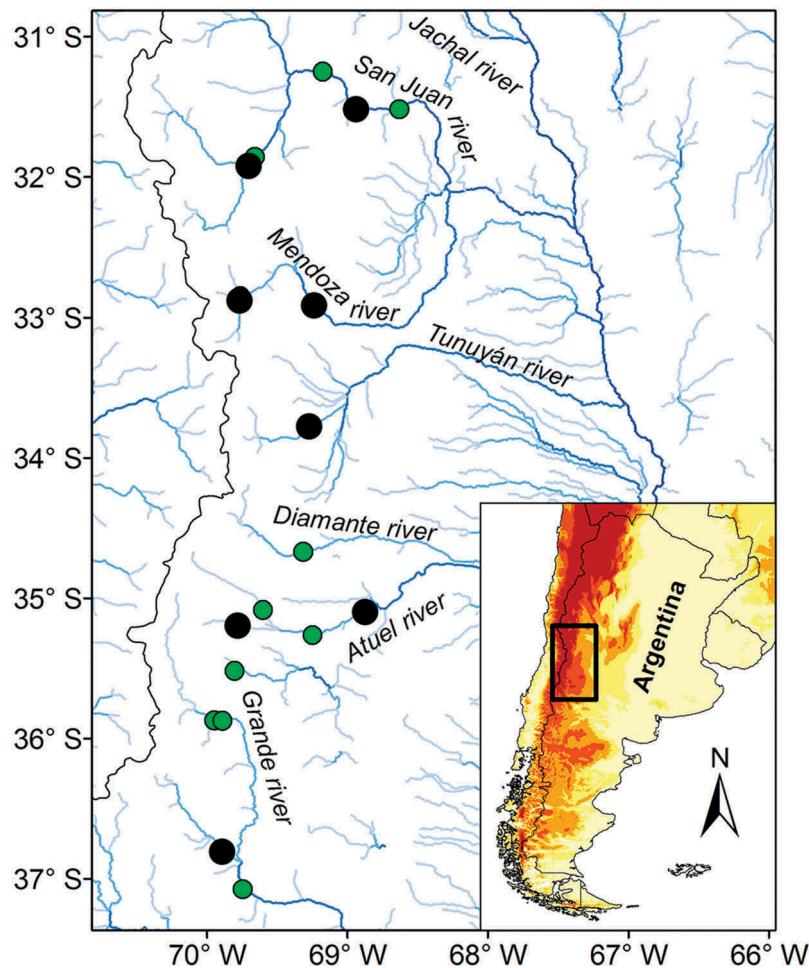 31° S
32° S
33° S
34° S
35° S
36° S
37° S
Jachal river
San Juan
river
Mendoza
river
Tunuyán river
Diamante river
Atuel river
Grande river
Argentina
N
70° W
69° W
68° W
67° W
66° W